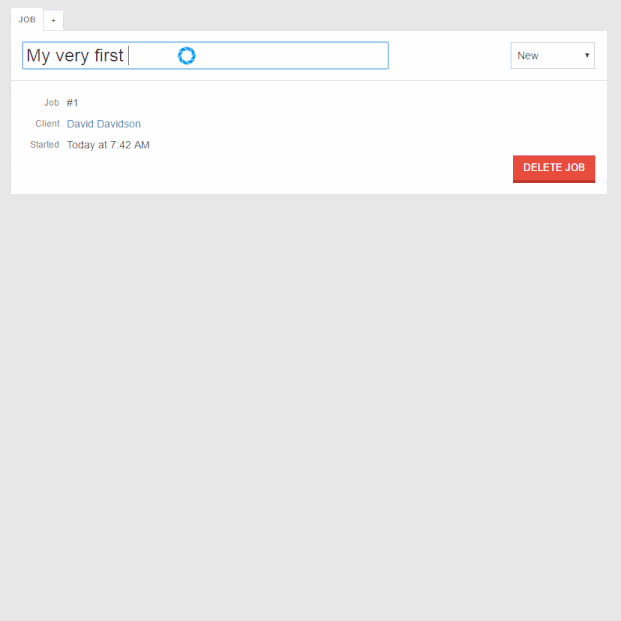 JOB +
My very first
New
Job #1
Client David Davidson
Started Today at 7:42 AM
DELETE JOB